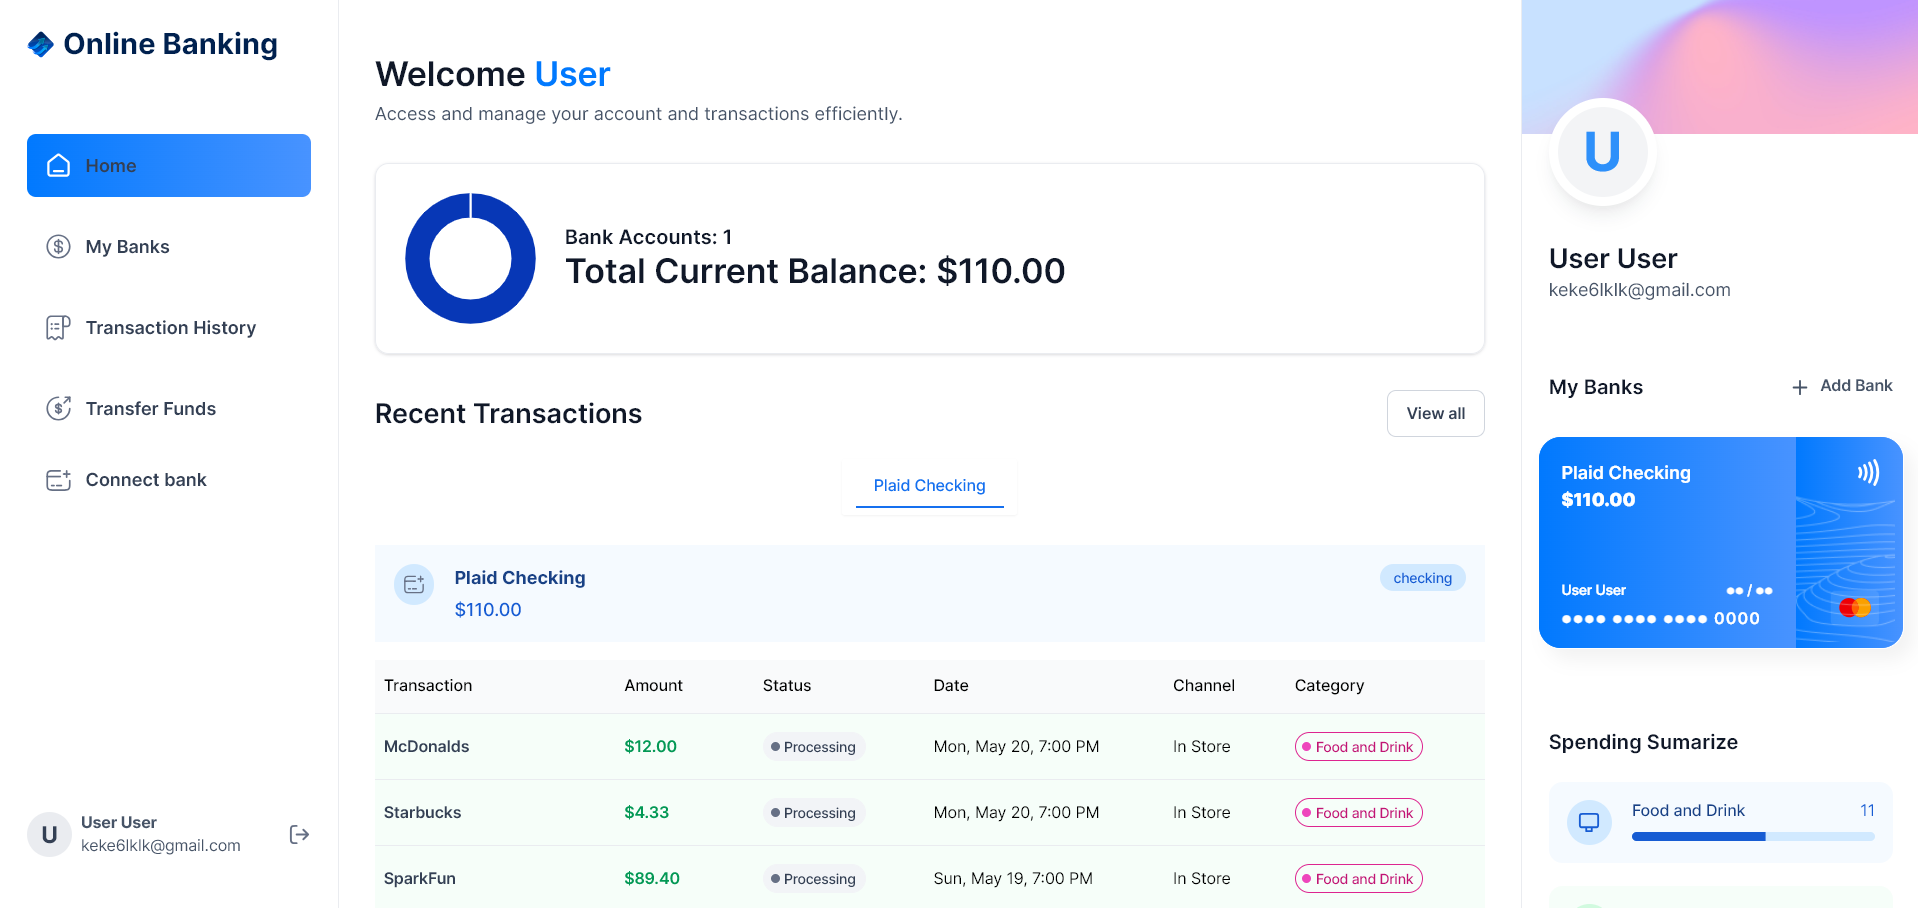 Online Banking
Home
My Banks
Transaction History
Transfer Funds
Connect bank
U
User User
keke6lklk@gmail.com
Welcome User
Access and manage your account and transactions efficiently.
Bank Accounts: 1
Total Current Balance: $110.00
Recent Transactions
View all
Plaid Checking
Plaid Checking
checking
$110.00
Transaction Amount Status Date Channel Category
McDonalds $12.00 Processing Mon, May 20, 7:00 PM In Store Food and Drink
Starbucks $4.33 Processing Mon, May 20, 7:00 PM In Store Food and Drink
SparkFun $89.40 Processing Sun, May 19, 7:00 PM In Store Food and Drink
U
User User
keke6lklk@gmail.com
My Banks
Add Bank
Plaid Checking
$110.00
User User ●● / ●●
●●●● ●●●● ●●●● 0000
Spending Sumarize
Food and Drink 11